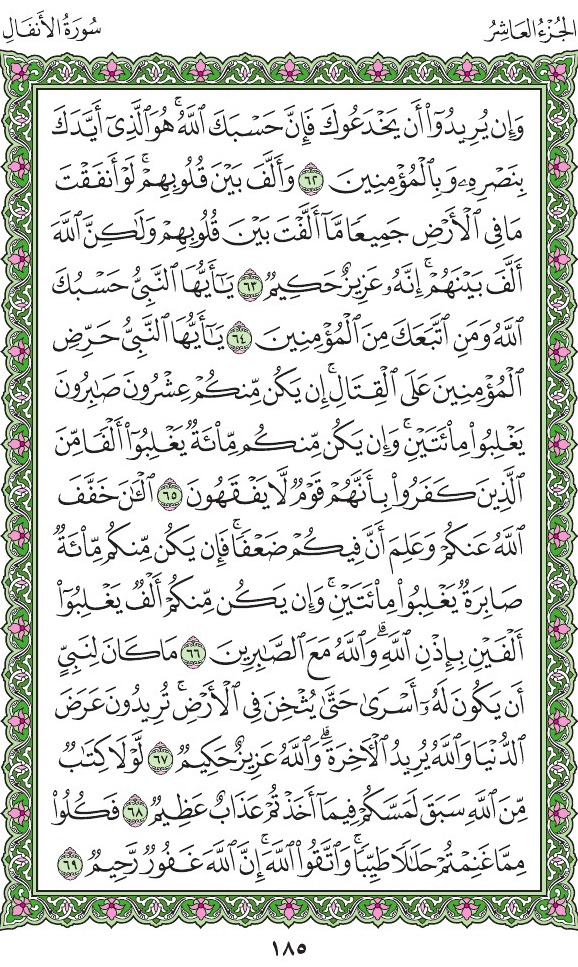 سُورَةُ الأَنفَالِ
الجُزْءُ العَاشِرُ
وَإِن يُرِيدُوٓا۟ أَن يَخْدَعُوكَ فَإِنَّ حَسْبَكَ ٱللَّهُ ۚ هُوَ ٱلَّذِىٓ أَيَّدَكَ
بِنَصْرِهِۦ وَبِٱلْمُؤْمِنِينَ ٦٢ وَأَلَّفَ بَيْنَ قُلُوبِهِمْ ۚ لَوْ أَنفَقْتَ
مَا فِى ٱلْأَرْضِ جَمِيعًا مَّآ أَلَّفْتَ بَيْنَ قُلُوبِهِمْ وَلَـٰكِنَّ ٱللَّهَ
أَلَّفَ بَيْنَهُمْ ۚ إِنَّهُۥ عَزِيزٌ حَكِيمٌ ٦٣ يَـٰٓأَيُّهَا ٱلنَّبِىُّ حَسْبُكَ
ٱللَّهُ وَمَنِ ٱتَّبَعَكَ مِنَ ٱلْمُؤْمِنِينَ ٦٤ يَـٰٓأَيُّهَا ٱلنَّبِىُّ حَرِّضِ
ٱلْمُؤْمِنِينَ عَلَى ٱلْقِتَالِ ۚ إِن يَكُن مِّنكُمْ عِشْرُونَ صَـٰبِرُونَ
يَغْلِبُوا۟ مِا۟ئَتَيْنِ ۚ وَإِن يَكُن مِّنكُم مِّا۟ئَةٌ يَغْلِبُوٓا۟ أَلْفًا مِّنَ
ٱلَّذِينَ كَفَرُوا۟ بِأَنَّهُمْ قَوْمٌ لَّا يَفْقَهُونَ ٦٥ ٱلْـَٔـٰنَ خَفَّفَ
ٱللَّهُ عَنكُمْ وَعَلِمَ أَنَّ فِيكُمْ ضَعْفًا ۚ فَإِن يَكُن مِّنكُم مِّا۟ئَةٌ
صَابِرَةٌ يَغْلِبُوا۟ مِا۟ئَتَيْنِ ۚ وَإِن يَكُن مِّنكُمْ أَلْفٌ يَغْلِبُوٓا۟
أَلْفَيْنِ بِإِذْنِ ٱللَّهِ ۗ وَٱللَّهُ مَعَ ٱلصَّـٰبِرِينَ ٦٦ مَا كَانَ لِنَبِىٍّ
أَن يَكُونَ لَهُۥٓ أَسْرَىٰ حَتَّىٰ يُثْخِنَ فِى ٱلْأَرْضِ ۚ تُرِيدُونَ عَرَضَ
ٱلدُّنْيَا وَٱللَّهُ يُرِيدُ ٱلْـَٔاخِرَةَ ۗ وَٱللَّهُ عَزِيزٌ حَكِيمٌ ٦٧ لَّوْلَا كِتَـٰبٌ
مِّنَ ٱللَّهِ سَبَقَ لَمَسَّكُمْ فِيمَآ أَخَذْتُمْ عَذَابٌ عَظِيمٌ ٦٨ فَكُلُوا۟
مِمَّا غَنِمْتُمْ حَلَـٰلًا طَيِّبًا ۚ وَٱتَّقُوا۟ ٱللَّهَ ۚ إِنَّ ٱللَّهَ غَفُورٌ رَّحِيمٌ ٦٩
١٨٥